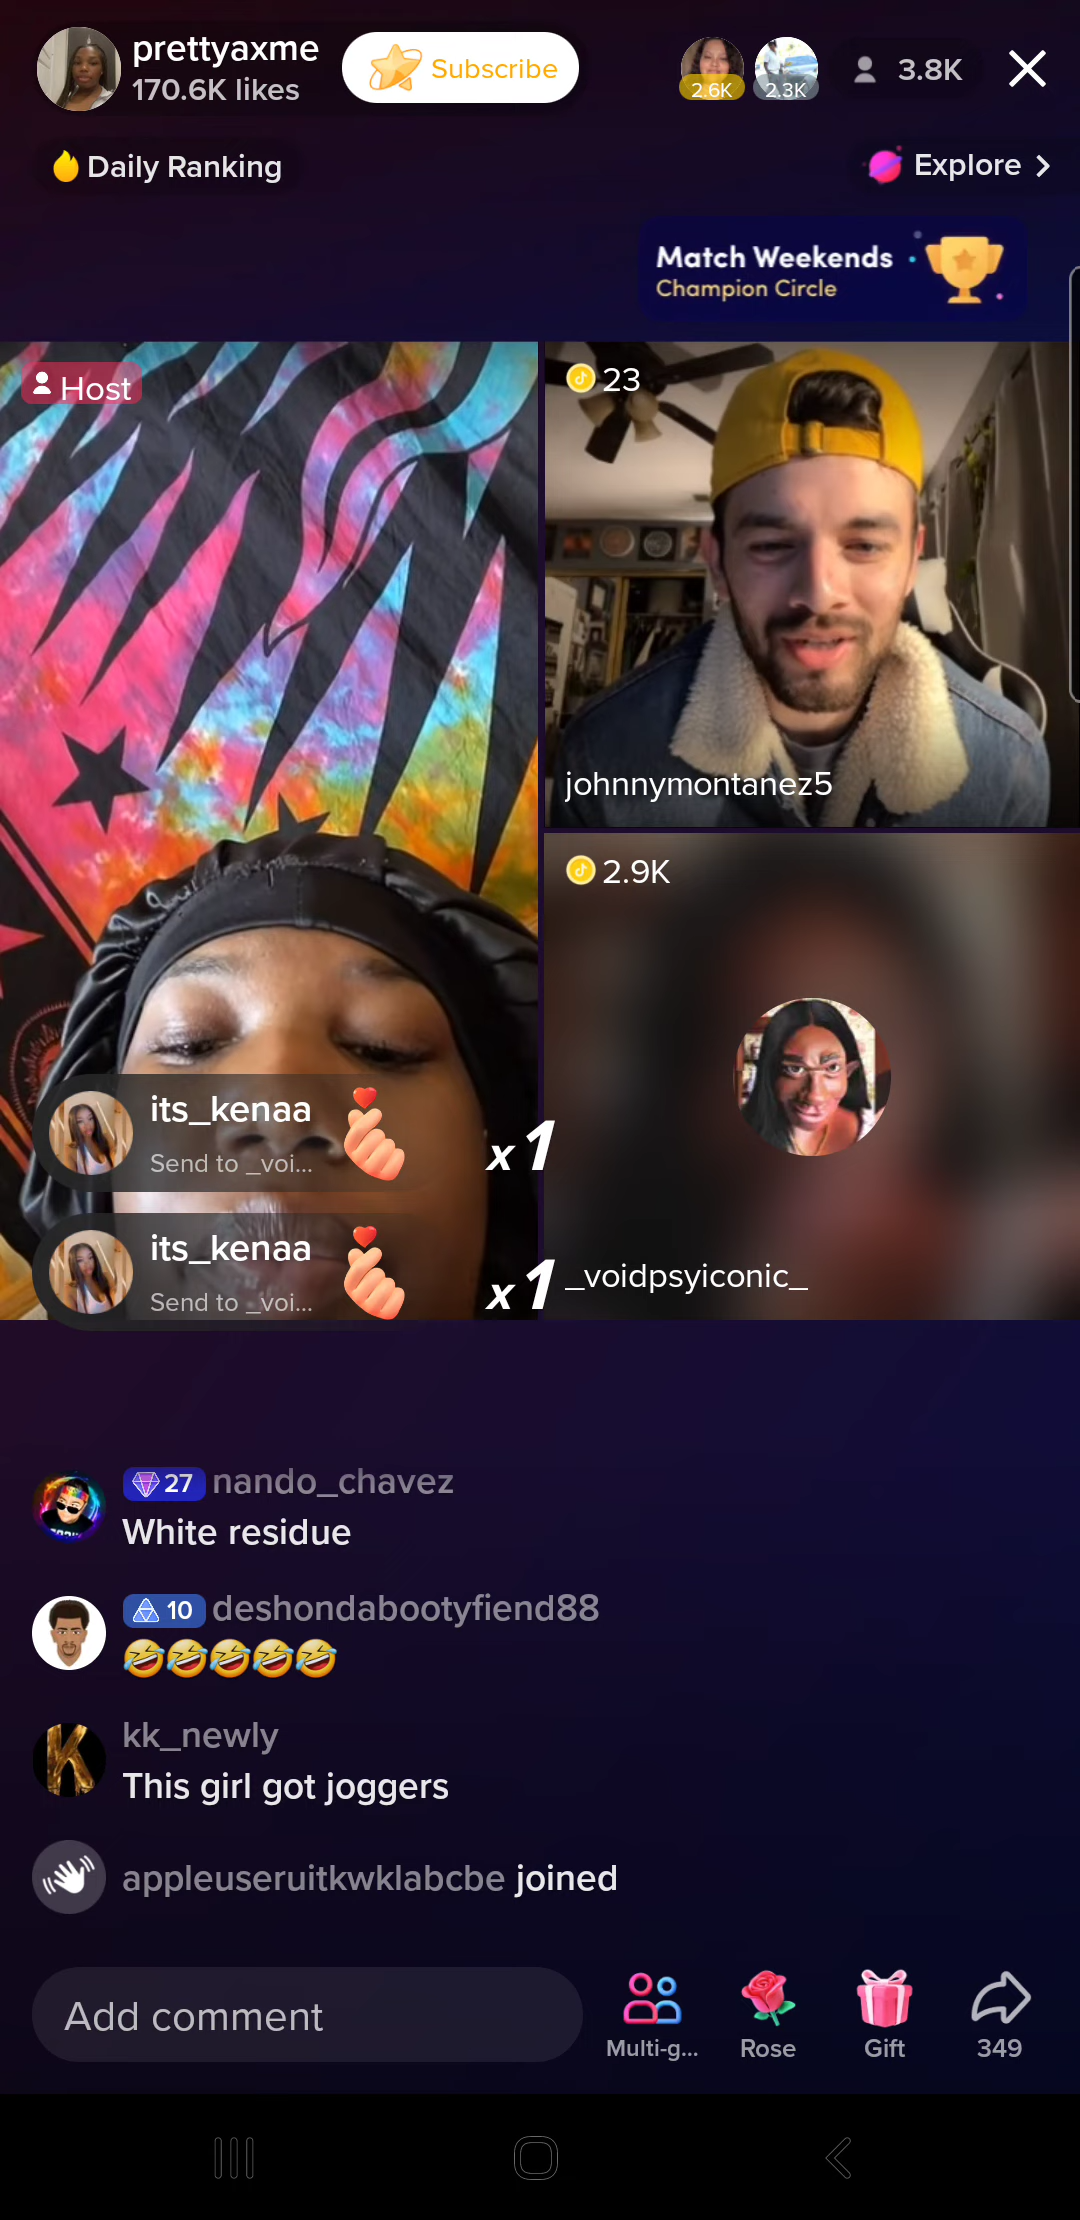 prettyaxme
170.6K likes
Subscribe
2.6K
2.3K
3.8K
Daily Ranking
Explore
Match Weekends
Champion Circle
Host
23
johnnymontanez5
2.9K
its_kenaa
Send to _voi...
x1
its_kenaa
Send to _voi...
x1
_voidpsyiconic_
27 nando_chavez
White residue
10 deshondabootyfiend88
🤣🤣🤣🤣🤣
kk_newly
This girl got joggers
appleuseruitkwklabcbe joined
Add comment
Multi-g...
Rose
Gift
349